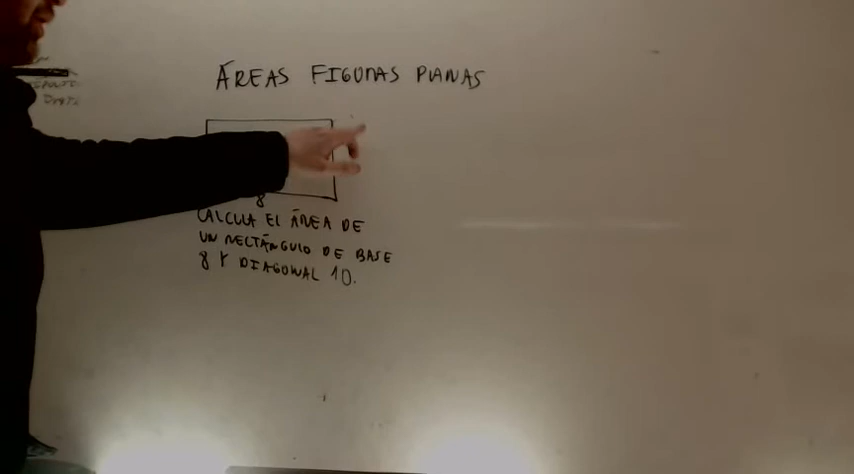 ÁREAS FIGURAS PLANAS
8
CALCULA EL ÁREA DE
UN RECTÁNGULO DE BASE
8 Y DIAGONAL 10.